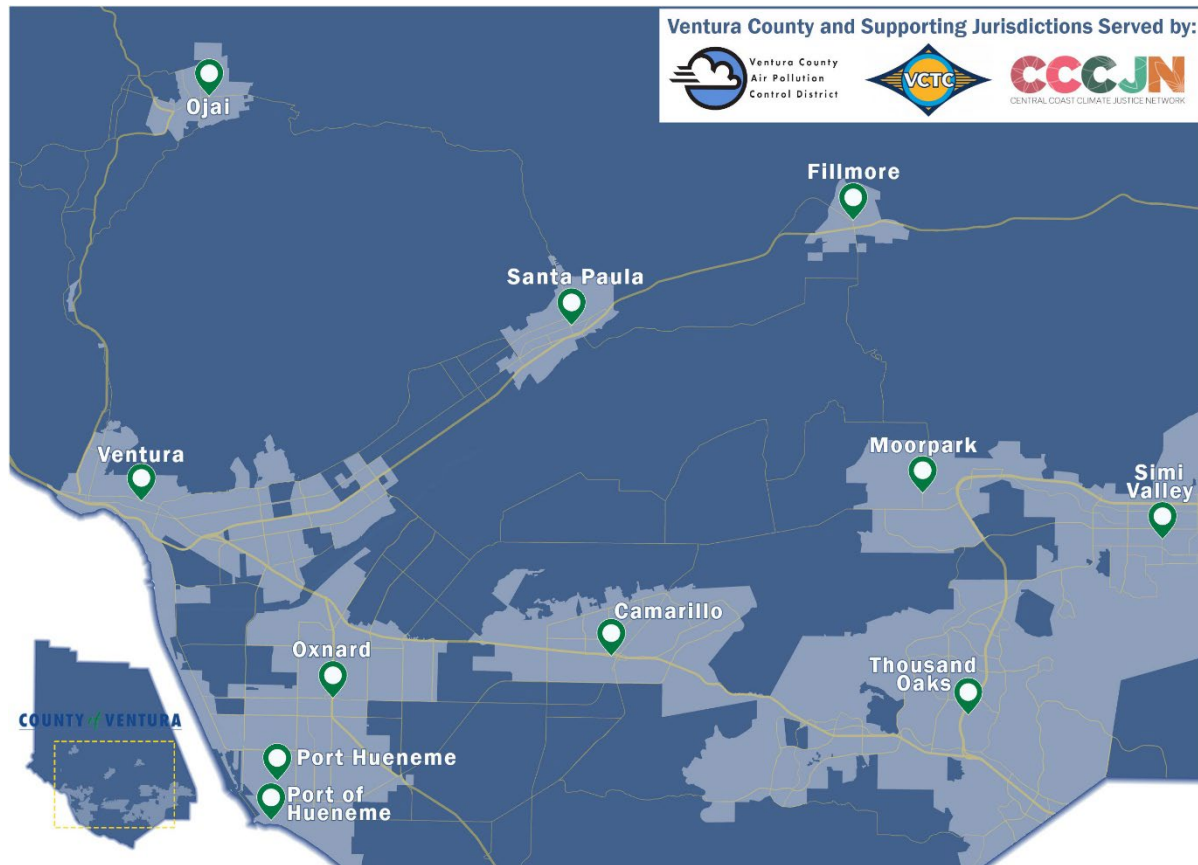 Ventura County and Supporting Jurisdictions Served by:
Ventura County
Air Pollution
Control District
VCTC
CCCJN
CENTRAL COAST CLIMATE JUSTICE NETWORK
Ojai
Fillmore
Santa Paula
Ventura
Moorpark
Simi
Valley
Camarillo
Oxnard
Thousand
Oaks
COUNTY of VENTURA
Port Hueneme
Port of
Hueneme